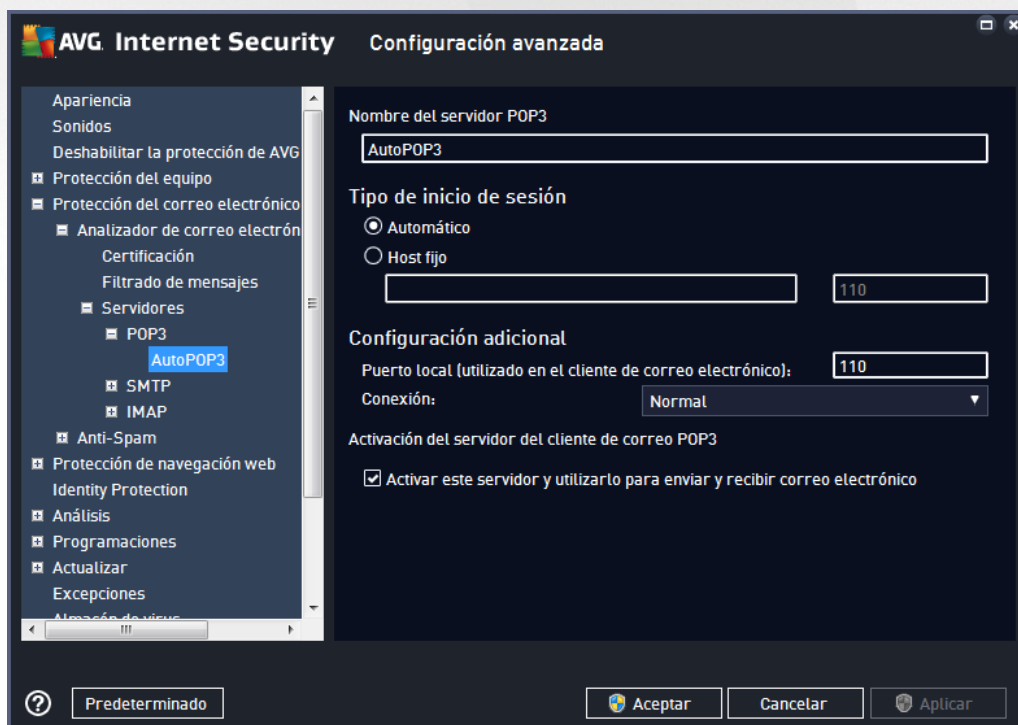 AVG. Internet Security Configuración avanzada
Apariencia
Sonidos
Deshabilitar la protección de AVG
Protección del equipo
Protección del correo electrónico
Analizador de correo electrón
Certificación
Filtrado de mensajes
Servidores
POP3
AutoPOP3
SMTP
IMAP
Anti-Spam
Protección de navegación web
Identity Protection
Análisis
Programaciones
Actualizar
Excepciones
Almacén de virus
Nombre del servidor POP3
AutoPOP3
Tipo de inicio de sesión
Automático
Host fijo
110
Configuración adicional
Puerto local (utilizado en el cliente de correo electrónico): 110
Conexión: Normal
Activación del servidor del cliente de correo POP3
Activar este servidor y utilizarlo para enviar y recibir correo electrónico
Predeterminado Aceptar Cancelar Aplicar